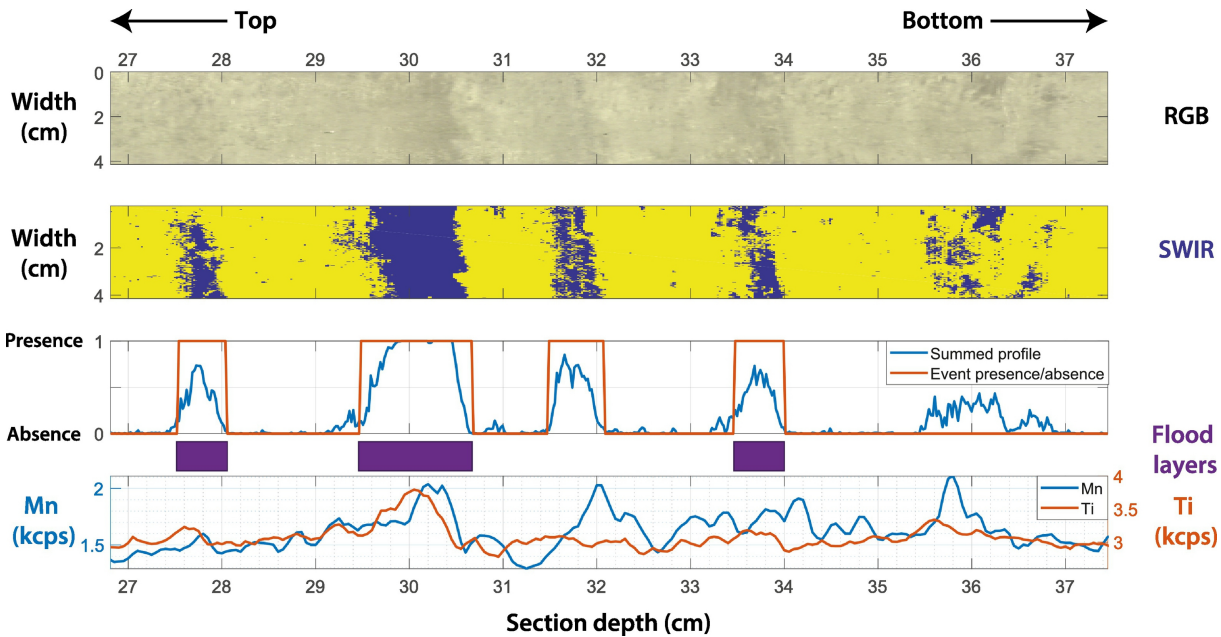 Top Bottom
27 28 29 30 31 32 33 34 35 36 37
0
Width
(cm)
2
4
RGB
Width
(cm)
2
4
SWIR
Presence
1
Summed profile
Event presence/absence
Absence
0
Flood
layers
Mn
(kcps)
2
1.5
Mn
Ti
4
3.5
3
Ti
(kcps)
27 28 29 30 31 32 33 34 35 36 37
Section depth (cm)